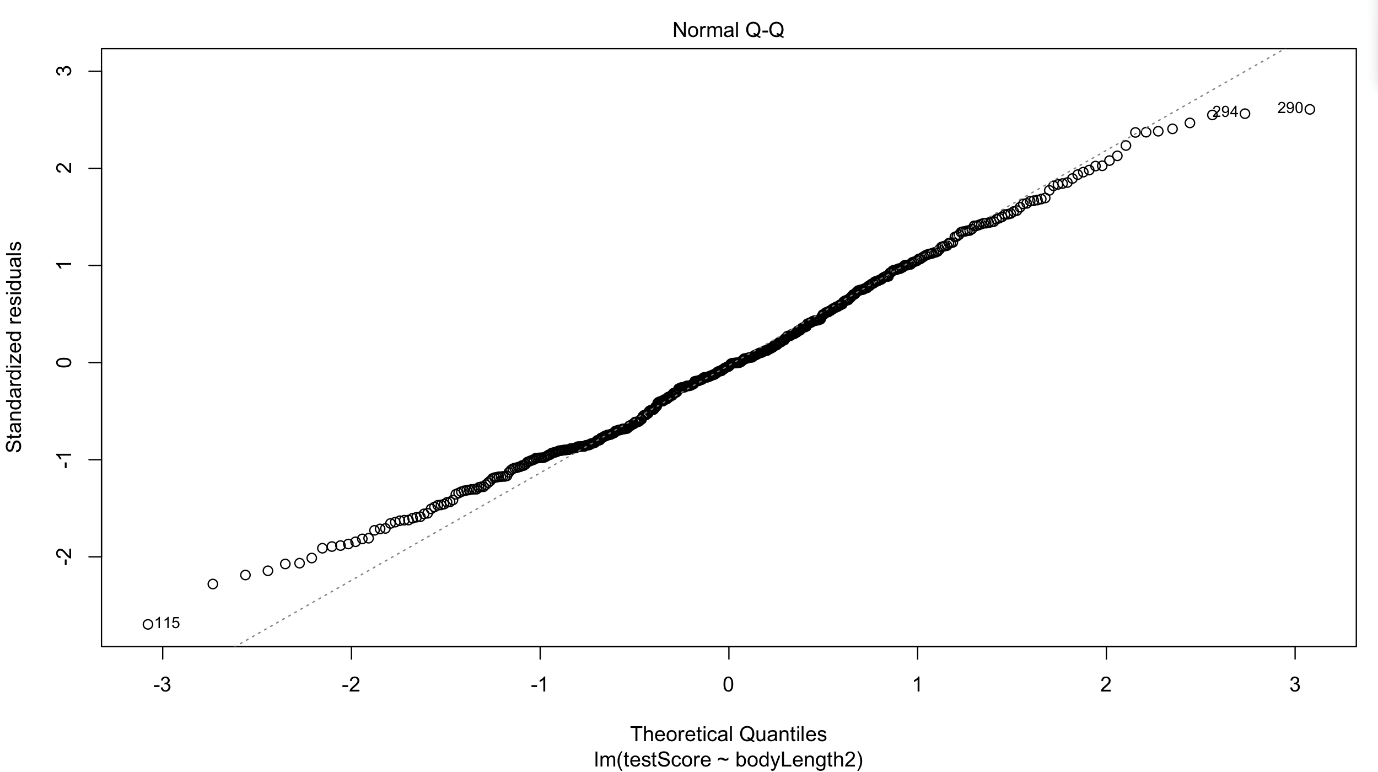 Normal Q-Q
3
2
1
0
-1
-2
Standardized residuals
294
290
115
-3 -2 -1 0 1 2 3
Theoretical Quantiles
lm(testScore ~ bodyLength2)